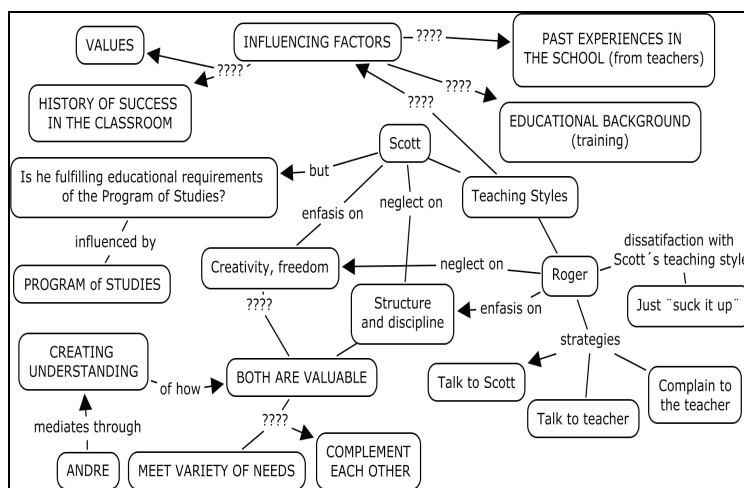 INFLUENCING FACTORS
????
PAST EXPERIENCES IN
THE SCHOOL (from teachers)
VALUES
????
????
HISTORY OF SUCCESS
IN THE CLASSROOM
????
EDUCATIONAL BACKGROUND
(training)
Scott
but
Is he fulfilling educational requirements
of the Program of Studies?
enfasis on
neglect on
Teaching Styles
influenced by
PROGRAM of STUDIES
Creativity, freedom
neglect on
Roger
dissatifaction with
Scott´s teaching style
Just ¨suck it up¨
????
Structure
and discipline
enfasis on
strategies
CREATING
UNDERSTANDING
of how
BOTH ARE VALUABLE
Talk to Scott
Talk to teacher
Complain to
the teacher
mediates through
ANDRE
????
MEET VARIETY OF NEEDS
COMPLEMENT
EACH OTHER